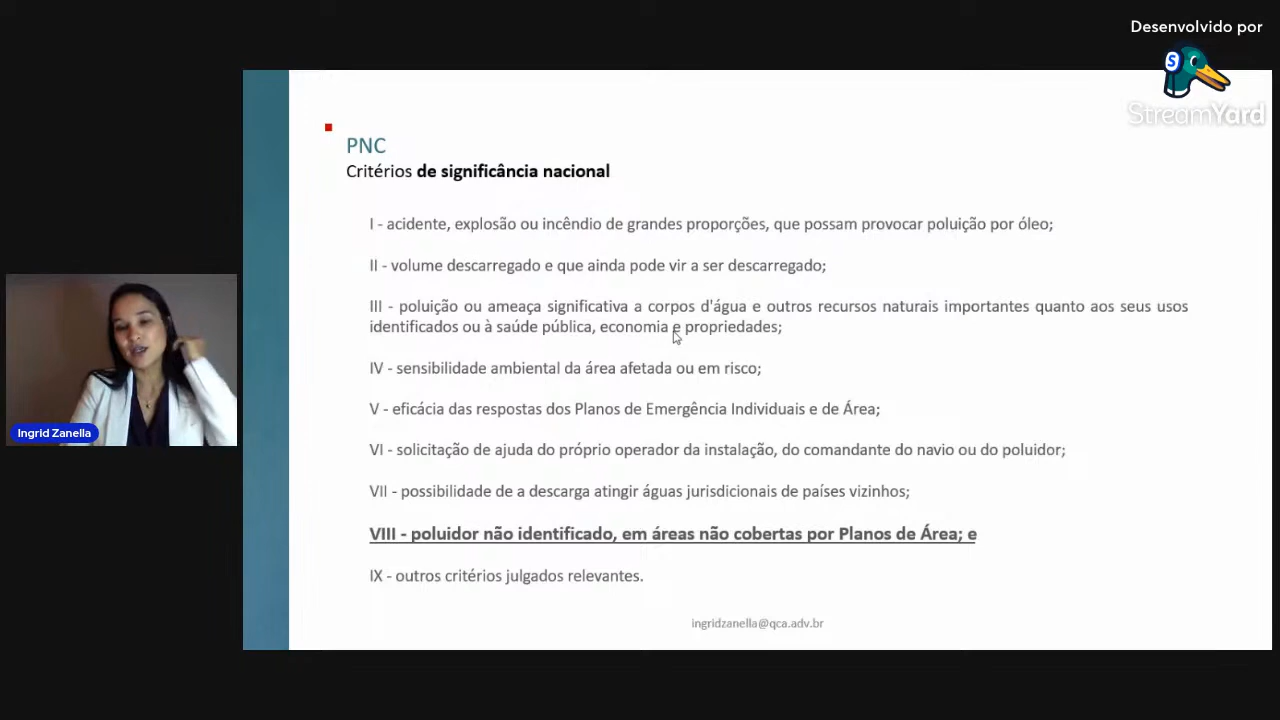 Desenvolvido por
StreamYard
PNC
Critérios de significância nacional
I - acidente, explosão ou incêndio de grandes proporções, que possam provocar poluição por óleo;
II - volume descarregado e que ainda pode vir a ser descarregado;
III - poluição ou ameaça significativa a corpos d'água e outros recursos naturais importantes quanto aos seus usos
identificados ou à saúde pública, economia e propriedades;
IV - sensibilidade ambiental da área afetada ou em risco;
V - eficácia das respostas dos Planos de Emergência Individuais e de Área;
VI - solicitação de ajuda do próprio operador da instalação, do comandante do navio ou do poluidor;
VII - possibilidade de a descarga atingir águas jurisdicionais de países vizinhos;
VIII - poluidor não identificado, em áreas não cobertas por Planos de Área; e
IX - outros critérios julgados relevantes.
ingridzanella@qca.adv.br
Ingrid Zanella